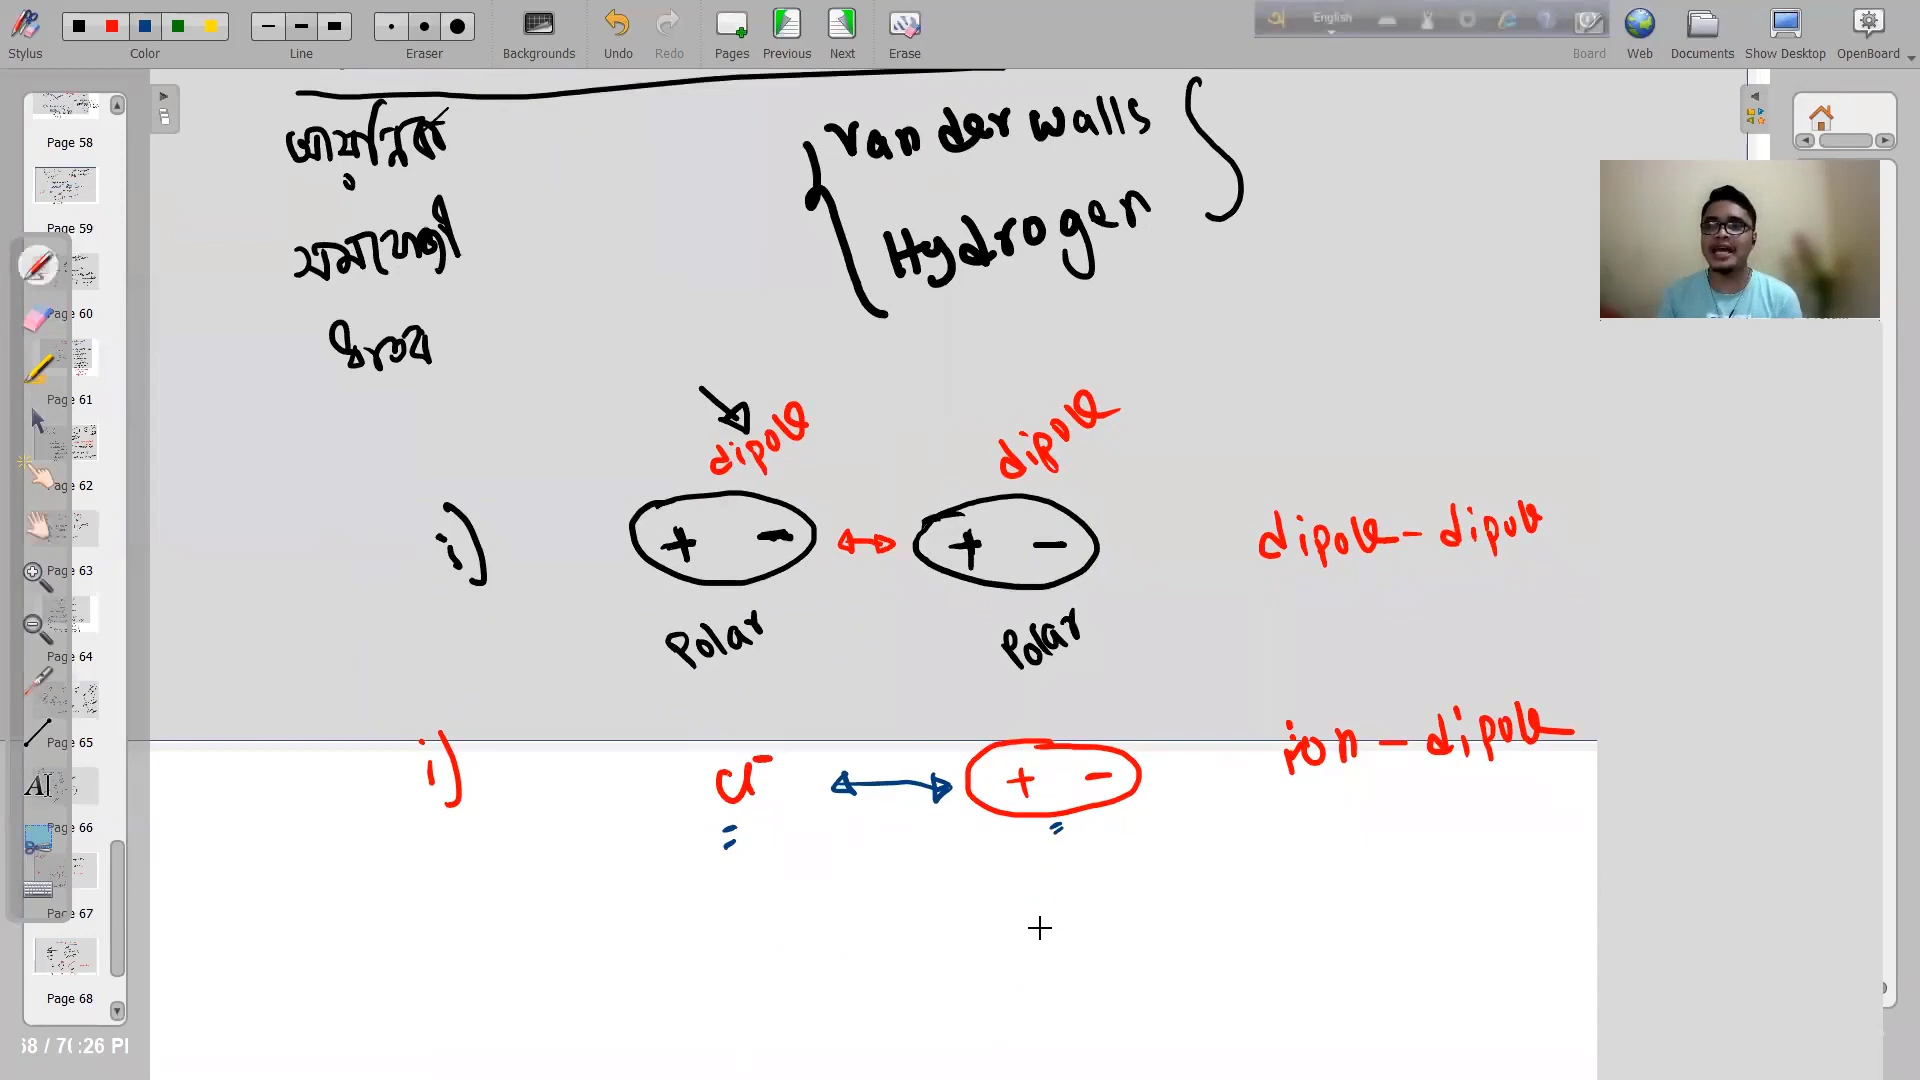 Stylus
Color
Line
Eraser
Backgrounds
Undo
Redo
Pages
Previous
Next
Erase
English
Board
Web
Documents
Show Desktop
OpenBoard
Page 58
Page 59
Page 60
Page 61
Page 62
Page 63
Page 64
Page 65
Page 66
Page 67
Page 68
Van der walls
Hydrogen
সমযোজী
ধাতব
dipole dipole
i) + - + - dipole - dipole
Polar Polar
i) Cl⁻ + - ion - dipole